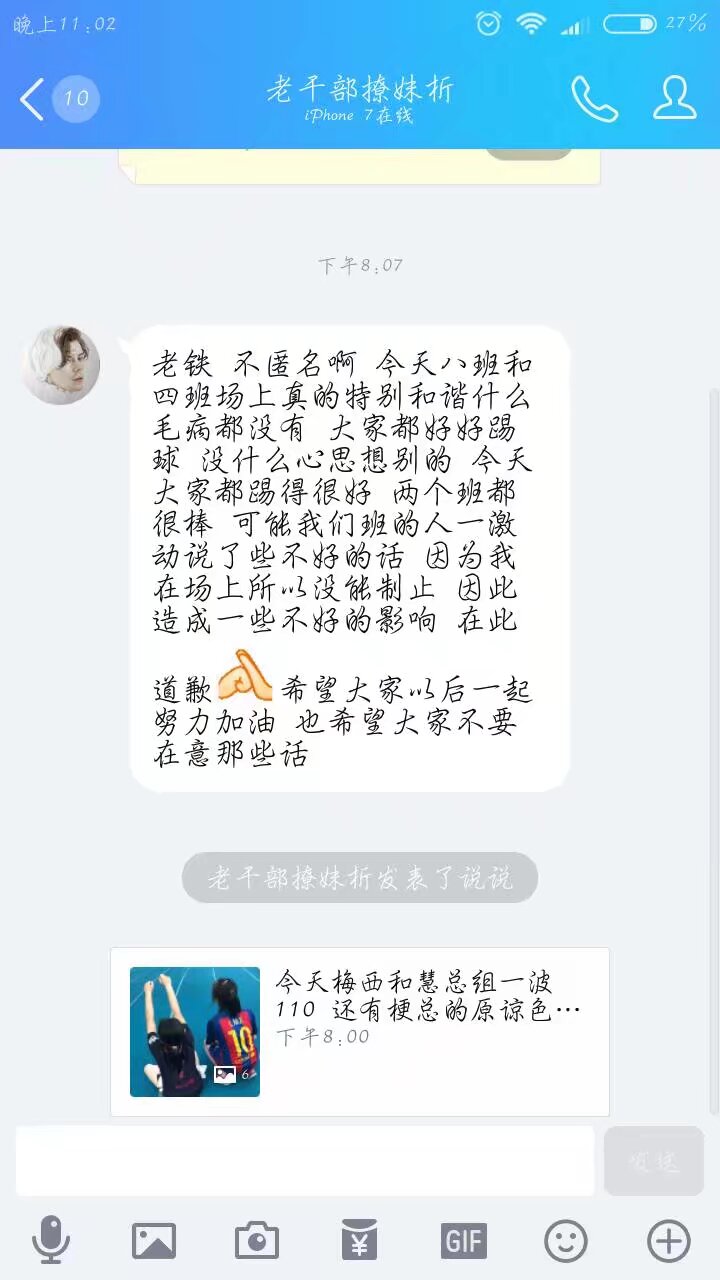 晚上11:02
27%
10
老干部撩妹折
iPhone 7在线
下午8:07
老铁 不匿名啊 今天八班和
四班场上真的特别和谐什么
毛病都没有 大家都好好踢
球 没什么心思想别的 今天
大家都踢得很好 两个班都
很棒 可能我们班的人一激
动说了些不好的话 因为我
在场上所以没能制止 因此
造成一些不好的影响 在此
道歉 希望大家以后一起
努力加油 也希望大家不要
在意那些话
老干部撩妹折发表了说说
今天梅西和慧总组一波
110 还有梗总的原谅色…
下午8:00
10
6
发送
GIF